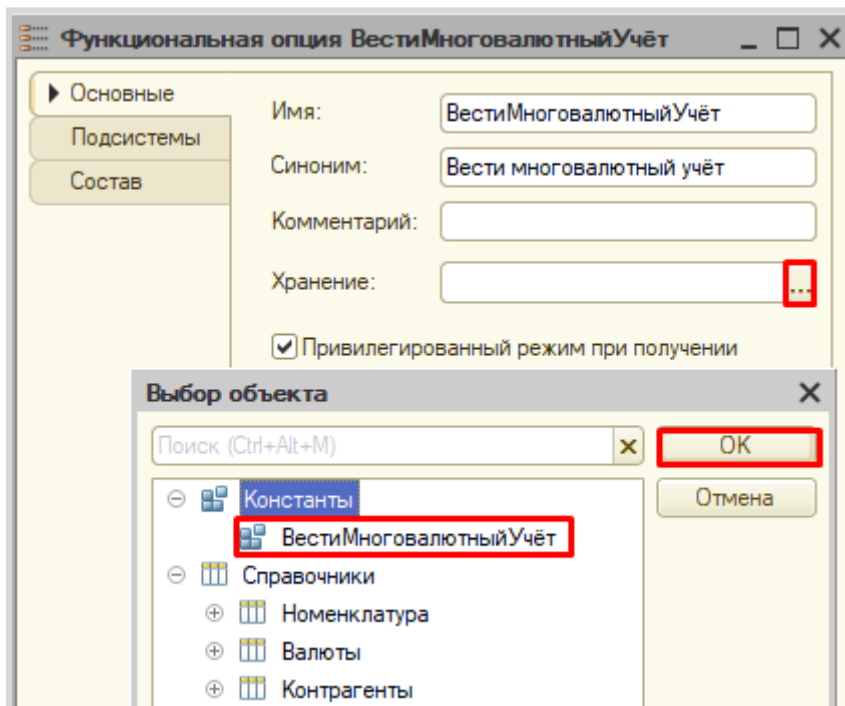 Функциональная опция ВестиМноговалютныйУчёт
Основные
Подсистемы
Состав
Имя:
ВестиМноговалютныйУчёт
Синоним:
Вести многовалютный учёт
Комментарий:
Хранение:
...
Привилегированный режим при получении
Выбор объекта
Поиск (Ctrl+Alt+M)
OK
Отмена
Константы
ВестиМноговалютныйУчёт
Справочники
Номенклатура
Валюты
Контрагенты